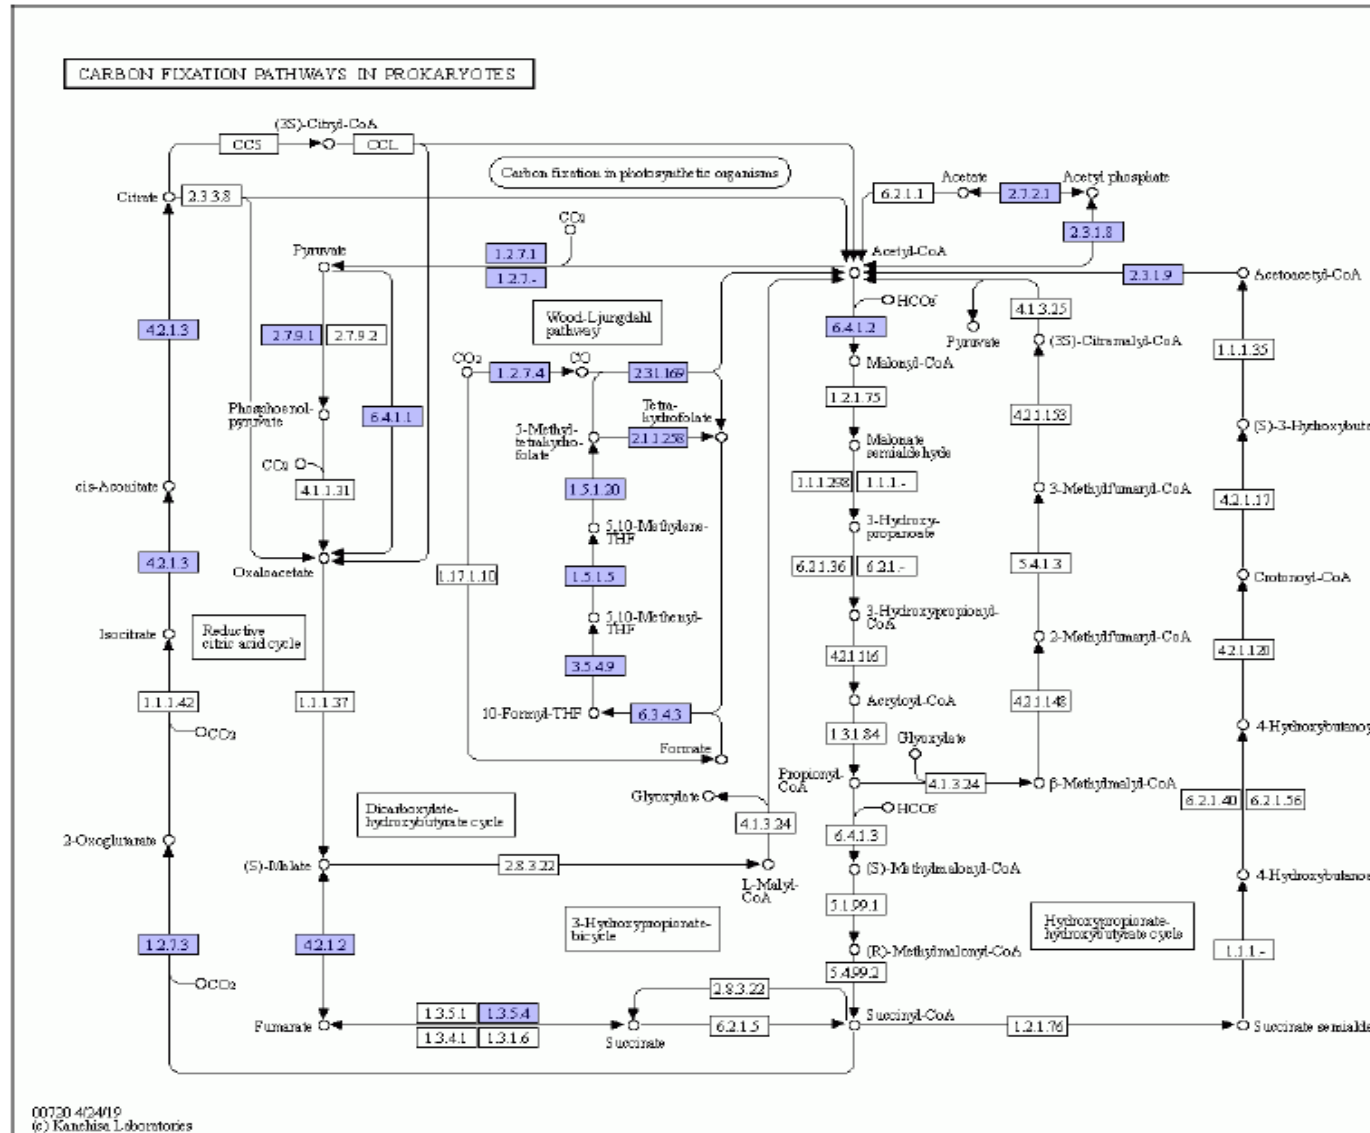 CARBON FIXATION PATHWAYS IN PROKARYOTES
(3S)-Citryl-CoA
CCS
CCL
Carbon fixation in photosynthetic organisms
Citrate
2.3.3.8
6.2.1.1
Acetate
2.7.2.1
Acetyl phosphate
CO2
2.3.1.8
Pyruvate
1.2.7.1
1.2.7.-
Acetyl-CoA
2.3.1.9
Acetoacetyl-CoA
HCO3
4.1.3.25
Wood-Ljungdahl
pathway
4.2.1.3
2.7.9.1
2.7.9.2
6.4.1.2
Pyruvate
(3S)-Citramalyl-CoA
1.1.1.35
CO2
1.2.7.4
CO
2.3.1.169
Malonyl-CoA
1.2.1.75
Phosphoenol-
pyruvate
6.4.1.1
Tetra-
hydrofolate
5-Methyl-
tetrahydro-
folate
2.1.1.258
4.2.1.153
(S)-3-Hydroxybute
Malonate
semialdehyde
CO2
4.1.1.31
cis-Aconitate
1.5.1.20
1.1.1.298
1.1.1.-
3-Methylfumaryl-CoA
4.2.1.17
5,10-Methylene-
THF
3-Hydroxy-
propanoate
4.2.1.3
Oxaloacetate
1.17.1.10
1.5.1.5
6.2.1.36
6.2.1.-
5.4.1.3
Crotonoyl-CoA
5,10-Methenyl-
THF
3-Hydroxypropionyl-
CoA
Isocitrate
Reductive
citric acid cycle
2-Methylfumaryl-CoA
4.2.1.120
3.5.4.9
4.2.1.116
1.1.1.42
1.1.1.37
10-Formyl-THF
6.3.4.3
Acryloyl-CoA
4.2.1.148
CO2
1.3.1.84
4-Hydroxybutanoy
Formate
Glyoxylate
Propionyl-
CoA
4.1.3.24
β-Methylmalyl-CoA
Dicarboxylate-
hydroxybutyrate cycle
Glyoxylate
HCO3
6.2.1.40
6.2.1.56
2-Oxoglutarate
4.1.3.24
6.4.1.3
(S)-Malate
2.8.3.22
L-Malyl-
CoA
(S)-Methylmalonyl-CoA
4-Hydroxybutanoa
5.1.99.1
3-Hydroxypropionate-
bicycle
Hydroxypropionate-
hydroxybutyrate cycle
1.2.7.3
4.2.1.2
(R)-Methylmalonyl-CoA
1.1.1.-
5.4.99.2
CO2
2.8.3.22
Fumarate
1.3.5.1
1.3.5.4
1.3.4.1
1.3.1.6
Succinate
6.2.1.5
Succinyl-CoA
1.2.1.76
Succinate semialde
00720 4/24/19
(c) Kanehisa Laboratories